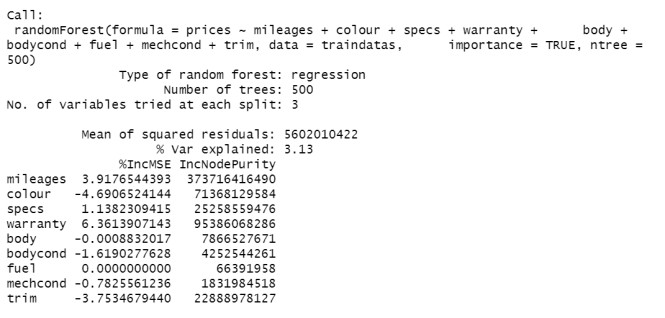 Call:
randomForest(formula = prices ~ mileages + colour + specs + warranty + body +
bodycond + fuel + mechcond + trim, data = traindatas, importance = TRUE, ntree =
500)
Type of random forest: regression
Number of trees: 500
No. of variables tried at each split: 3
Mean of squared residuals: 5602010422
% Var explained: 3.13
%IncMSE IncNodePurity
mileages 3.9176544393 373716416490
colour -4.6906524144 71368129584
specs 1.1382309415 25258559476
warranty 6.3613907143 95386068286
body -0.0008832017 7866527671
bodycond -1.6190277628 4252544261
fuel 0.0000000000 66391958
mechcond -0.7825561236 1831984518
trim -3.7534679440 22888978127